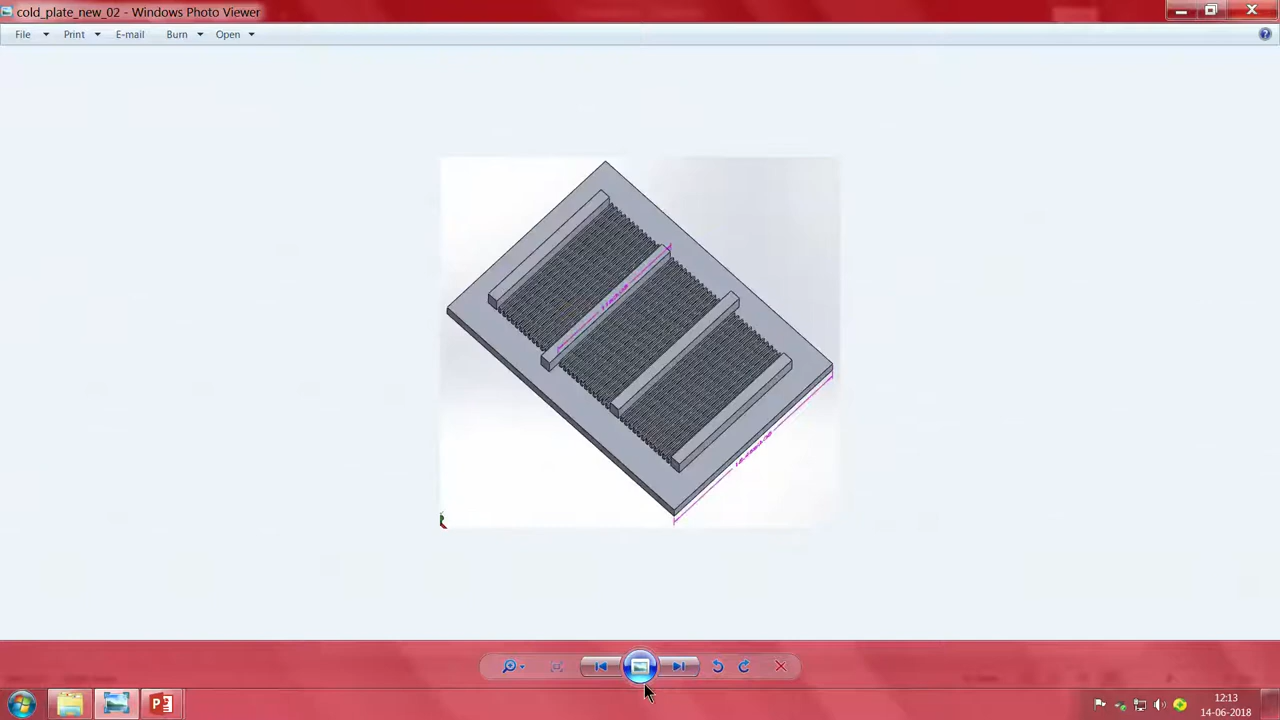 cold_plate_new_02 - Windows Photo Viewer
File Print E-mail Burn Open
12:13
14-06-2018